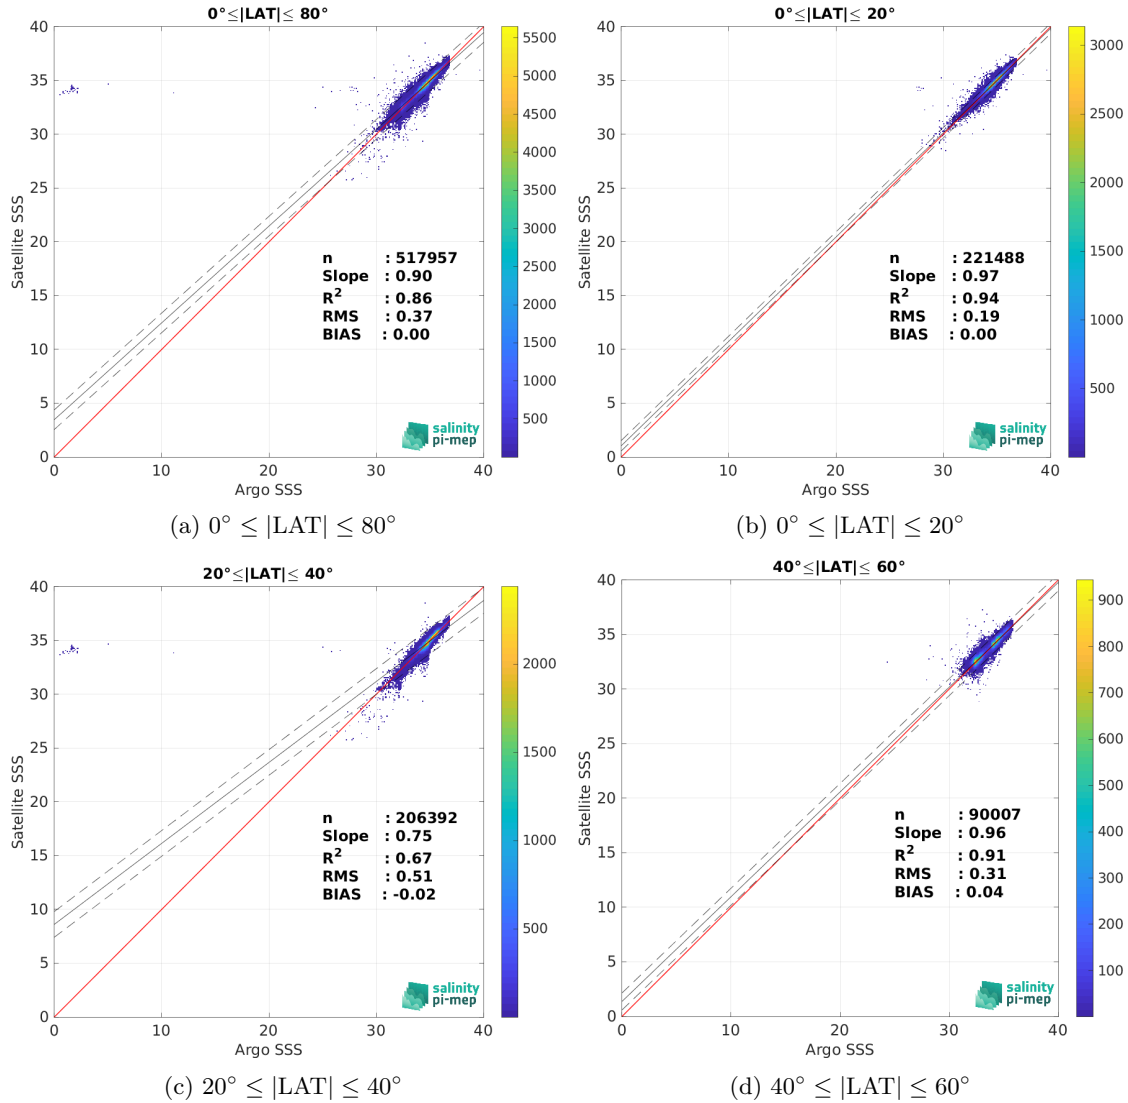 0°≤|LAT|≤ 80°
40
35
30
25
20
15
10
5
0
Satellite SSS
n : 517957
Slope : 0.90
R² : 0.86
RMS : 0.37
BIAS : 0.00
salinity
pi-mep
0 10 20 30 40
Argo SSS
5500
5000
4500
4000
3500
3000
2500
2000
1500
1000
500
(a) 0° ≤ |LAT| ≤ 80°
0°≤|LAT|≤ 20°
40
35
30
25
20
15
10
5
0
Satellite SSS
n : 221488
Slope : 0.97
R² : 0.94
RMS : 0.19
BIAS : 0.00
salinity
pi-mep
0 10 20 30 40
Argo SSS
3000
2500
2000
1500
1000
500
(b) 0° ≤ |LAT| ≤ 20°
20°≤|LAT|≤ 40°
40
35
30
25
20
15
10
5
0
Satellite SSS
n : 206392
Slope : 0.75
R² : 0.67
RMS : 0.51
BIAS : -0.02
salinity
pi-mep
0 10 20 30 40
Argo SSS
2000
1500
1000
500
(c) 20° ≤ |LAT| ≤ 40°
40°≤|LAT|≤ 60°
40
35
30
25
20
15
10
5
0
Satellite SSS
n : 90007
Slope : 0.96
R² : 0.91
RMS : 0.31
BIAS : 0.04
salinity
pi-mep
0 10 20 30 40
Argo SSS
900
800
700
600
500
400
300
200
100
(d) 40° ≤ |LAT| ≤ 60°